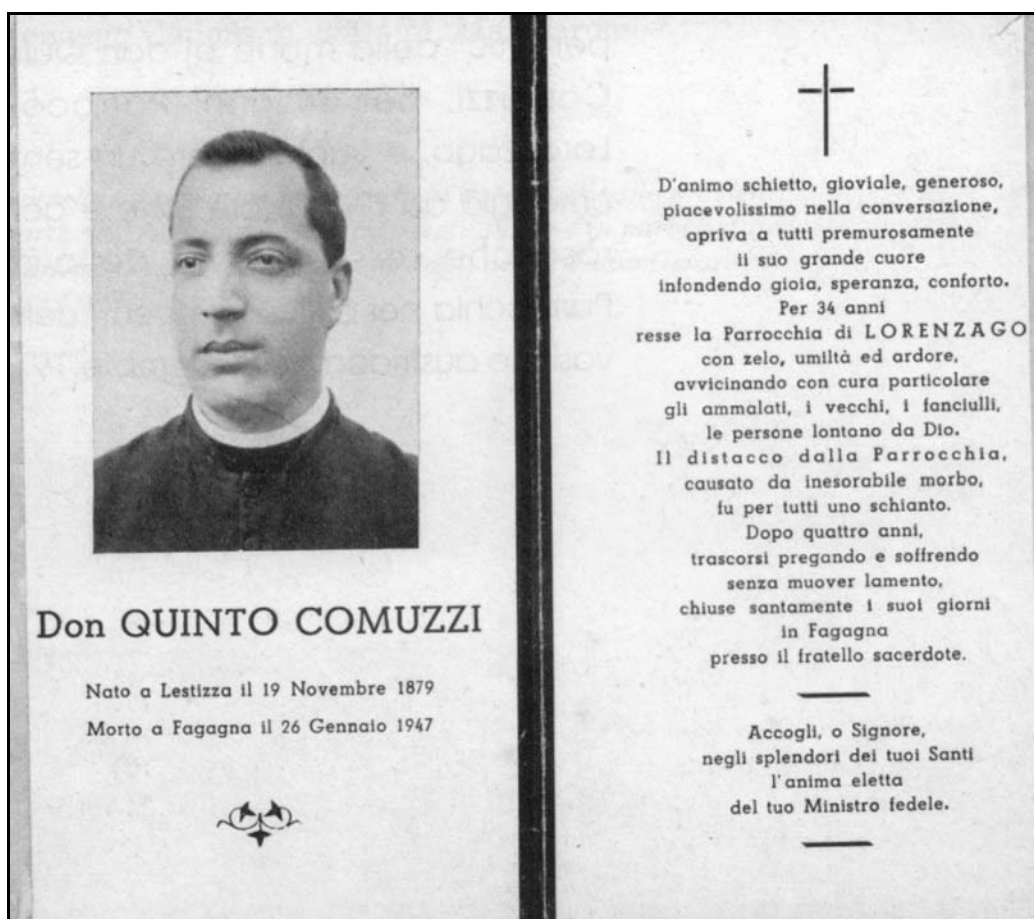 Don QUINTO COMUZZI
Nato a Lestizza il 19 Novembre 1879
Morto a Fagagna il 26 Gennaio 1947
D'animo schietto, gioviale, generoso,
piacevolissimo nella conversazione,
apriva a tutti premurosamente
il suo grande cuore
infondendo gioia, speranza, conforto.
Per 34 anni
resse la Parrocchia di LORENZAGO
con zelo, umiltà ed ardore,
avvicinando con cura particolare
gli ammalati, i vecchi, i fanciulli,
le persone lontono da Dio.
Il distacco dalla Parrocchia,
causato da inesorabile morbo,
fu per tutti uno schianto.
Dopo quattro anni,
trascorsi pregando e soffrendo
senza muover lamento,
chiuse santamente i suoi giorni
in Fagagna
presso il fratello sacerdote.
Accogli, o Signore,
negli splendori dei tuoi Santi
l'anima eletta
del tuo Ministro fedele.